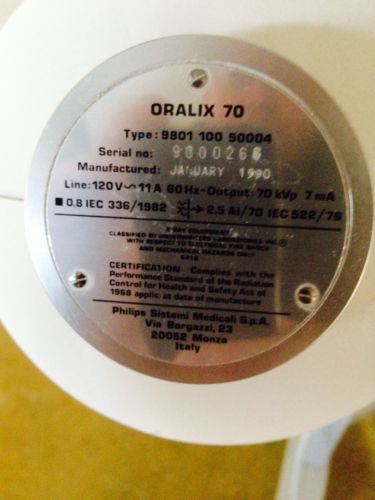 ORALIX 70
Type: 9801 100 50004
Serial no: 9000266
Manufactured: JANUARY 1990
Line: 120V~11A 60Hz-Output: 70 kVp 7mA
■ 0.8 IEC 336/1982 2,5 Al/70 IEC 522/76
X-RAY EQUIPMENT
CLASSIFIED BY UNDERWRITERS LABORATORIES INC.®
WITH RESPECT TO ELECTRICAL FIRE SHOCK
AND MECHANICAL HAZARDS ONLY
CERTIFICATION Complies with the
Performance Standard of the Radiation
Control for Health and Safety Act of
1968 applic at date of manufacture
Philips Sistemi Medicali S.p.A.
Via Borgazzi, 23
20052 Monza
Italy